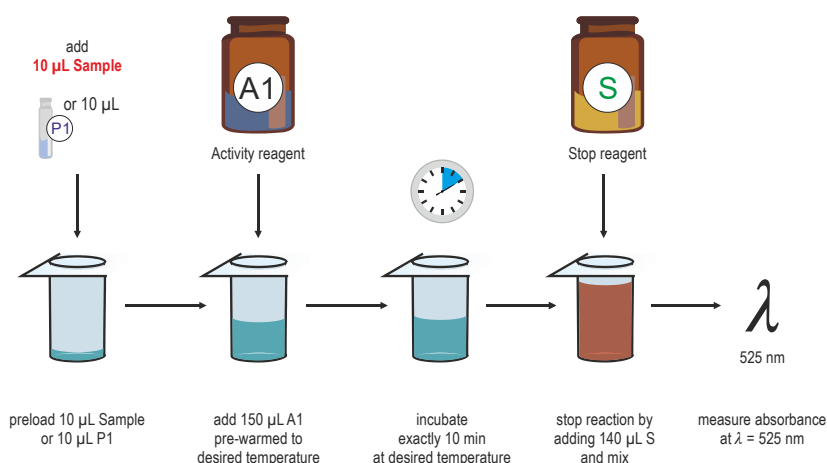 add
10 µL Sample
or 10 µL
P1
A1
Activity reagent
S
Stop reagent
λ
525 nm
preload 10 µL Sample
or 10 µL P1
add 150 µL A1
pre-warmed to
desired temperature
incubate
exactly 10 min
at desired temperature
stop reaction by
adding 140 µL S
and mix
measure absorbance
at λ = 525 nm